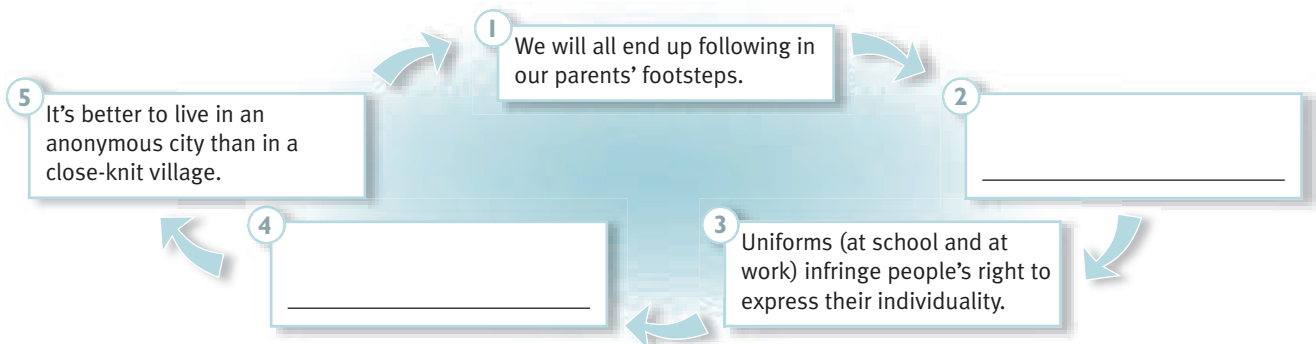 1
We will all end up following in
our parents’ footsteps.
2
3
Uniforms (at school and at
work) infringe people’s right to
express their individuality.
4
5
It’s better to live in an
anonymous city than in a
close-knit village.